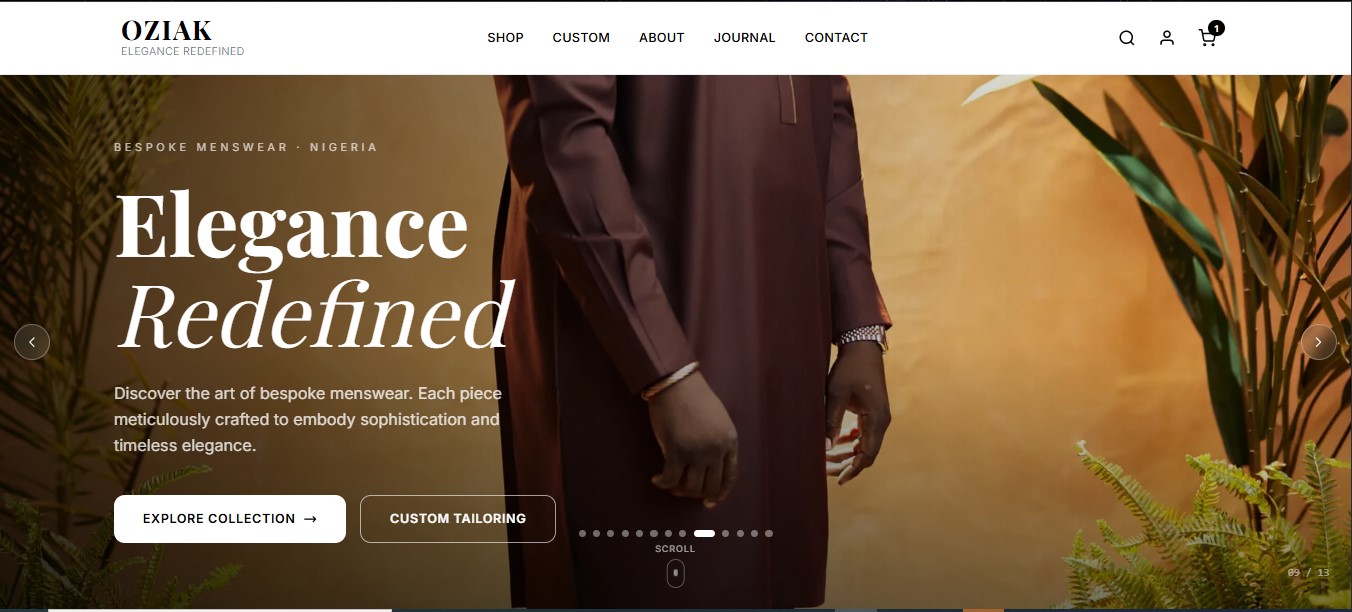 OZIAK
ELEGANCE REDEFINED
SHOP CUSTOM ABOUT JOURNAL CONTACT
1
BESPOKE MENSWEAR · NIGERIA
Elegance
Redefined
Discover the art of bespoke menswear. Each piece
meticulously crafted to embody sophistication and
timeless elegance.
EXPLORE COLLECTION →
CUSTOM TAILORING
SCROLL
09 / 13